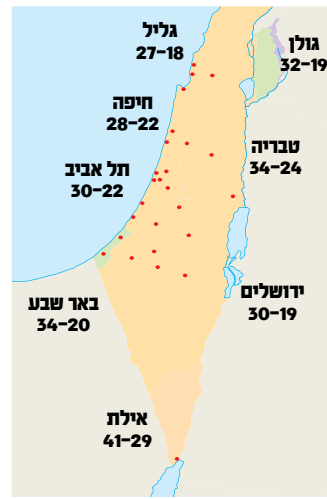 גליל
27–18
גולן
32–19
חיפה
28–22
טבריה
34–24
תל אביב
30–22
ירושלים
30–19
באר שבע
34–20
אילת
41–29